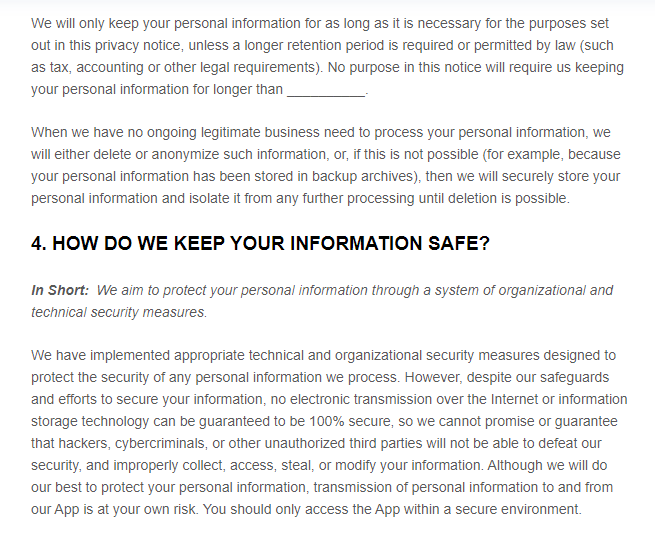 We will only keep your personal information for as long as it is necessary for the purposes set
out in this privacy notice, unless a longer retention period is required or permitted by law (such
as tax, accounting or other legal requirements). No purpose in this notice will require us keeping
your personal information for longer than __________.
When we have no ongoing legitimate business need to process your personal information, we
will either delete or anonymize such information, or, if this is not possible (for example, because
your personal information has been stored in backup archives), then we will securely store your
personal information and isolate it from any further processing until deletion is possible.
4. HOW DO WE KEEP YOUR INFORMATION SAFE?
In Short: We aim to protect your personal information through a system of organizational and
technical security measures.
We have implemented appropriate technical and organizational security measures designed to
protect the security of any personal information we process. However, despite our safeguards
and efforts to secure your information, no electronic transmission over the Internet or information
storage technology can be guaranteed to be 100% secure, so we cannot promise or guarantee
that hackers, cybercriminals, or other unauthorized third parties will not be able to defeat our
security, and improperly collect, access, steal, or modify your information. Although we will do
our best to protect your personal information, transmission of personal information to and from
our App is at your own risk. You should only access the App within a secure environment.